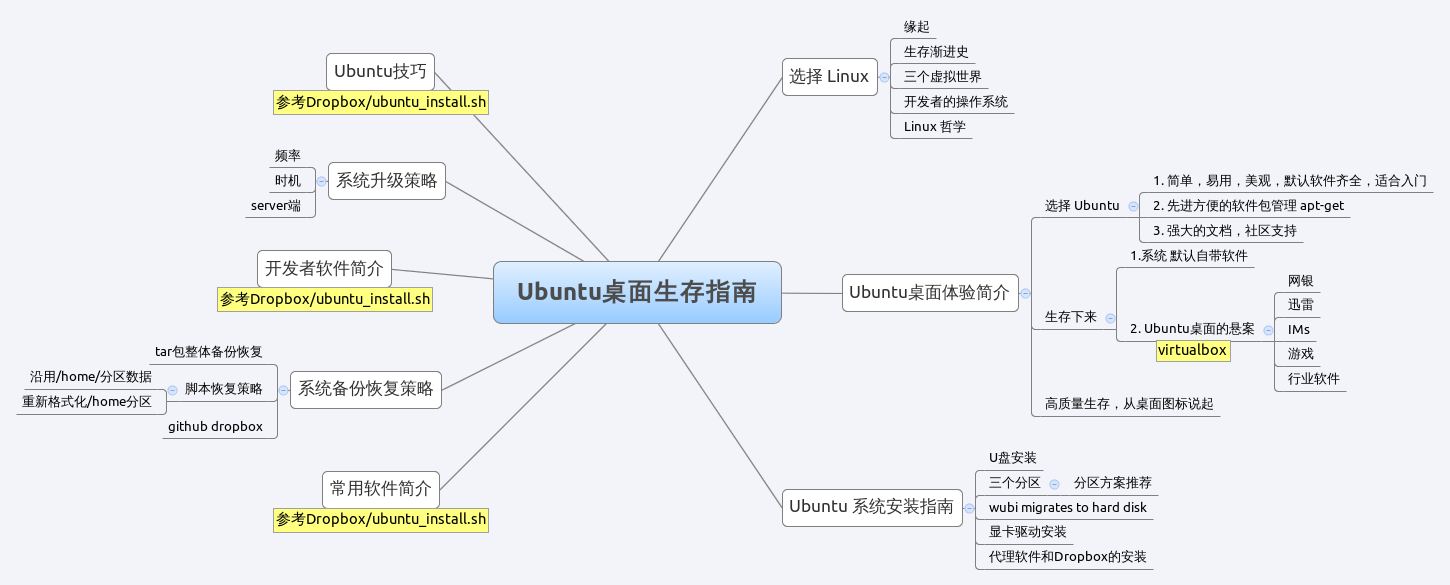 Ubuntu桌面生存指南
选择 Linux
缘起
生存渐进史
三个虚拟世界
开发者的操作系统
Linux 哲学
Ubuntu桌面体验简介
选择 Ubuntu
1. 简单，易用，美观，默认软件齐全，适合入门
2. 先进方便的软件包管理 apt-get
3. 强大的文档，社区支持
生存下来
1.系统 默认自带软件
2. Ubuntu桌面的悬案
virtualbox
网银
迅雷
IMs
游戏
行业软件
高质量生存，从桌面图标说起
Ubuntu 系统安装指南
U盘安装
三个分区
分区方案推荐
wubi migrates to hard disk
显卡驱动安装
代理软件和Dropbox的安装
Ubuntu技巧
参考Dropbox/ubuntu_install.sh
系统升级策略
频率
时机
server端
开发者软件简介
参考Dropbox/ubuntu_install.sh
系统备份恢复策略
tar包整体备份恢复
脚本恢复策略
沿用/home/分区数据
重新格式化/home分区
github dropbox
常用软件简介
参考Dropbox/ubuntu_install.sh